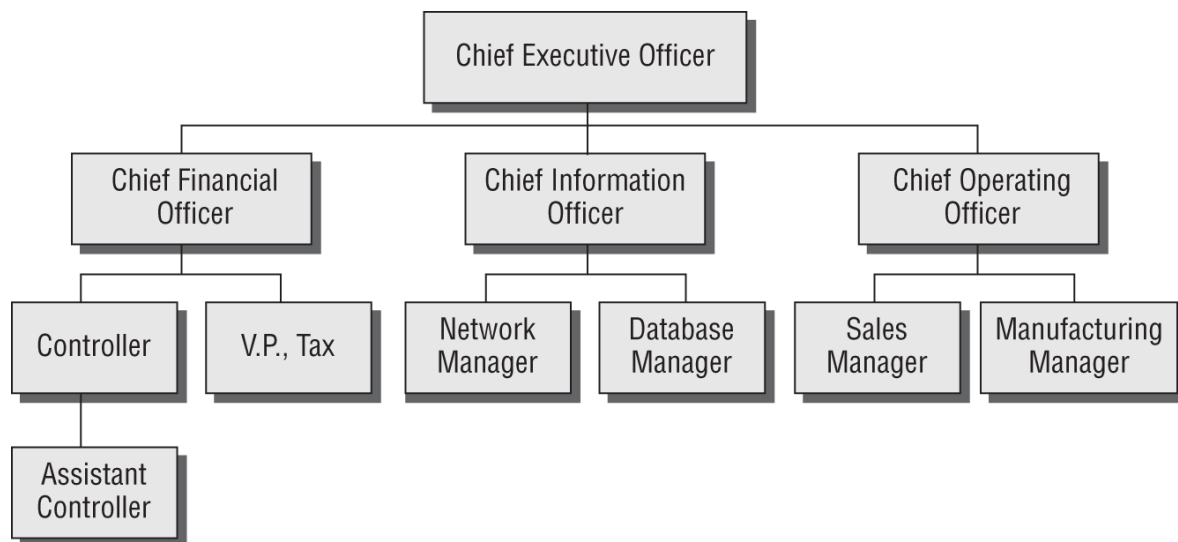 Chief Executive Officer
Chief Financial
Officer
Chief Information
Officer
Chief Operating
Officer
Controller
V.P., Tax
Network
Manager
Database
Manager
Sales
Manager
Manufacturing
Manager
Assistant
Controller